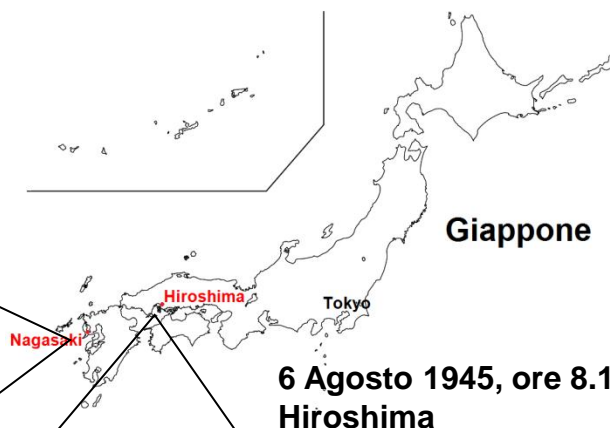 Giappone
Hiroshima
Tokyo
Nagasaki
6 Agosto 1945, ore 8.1
Hiroshima